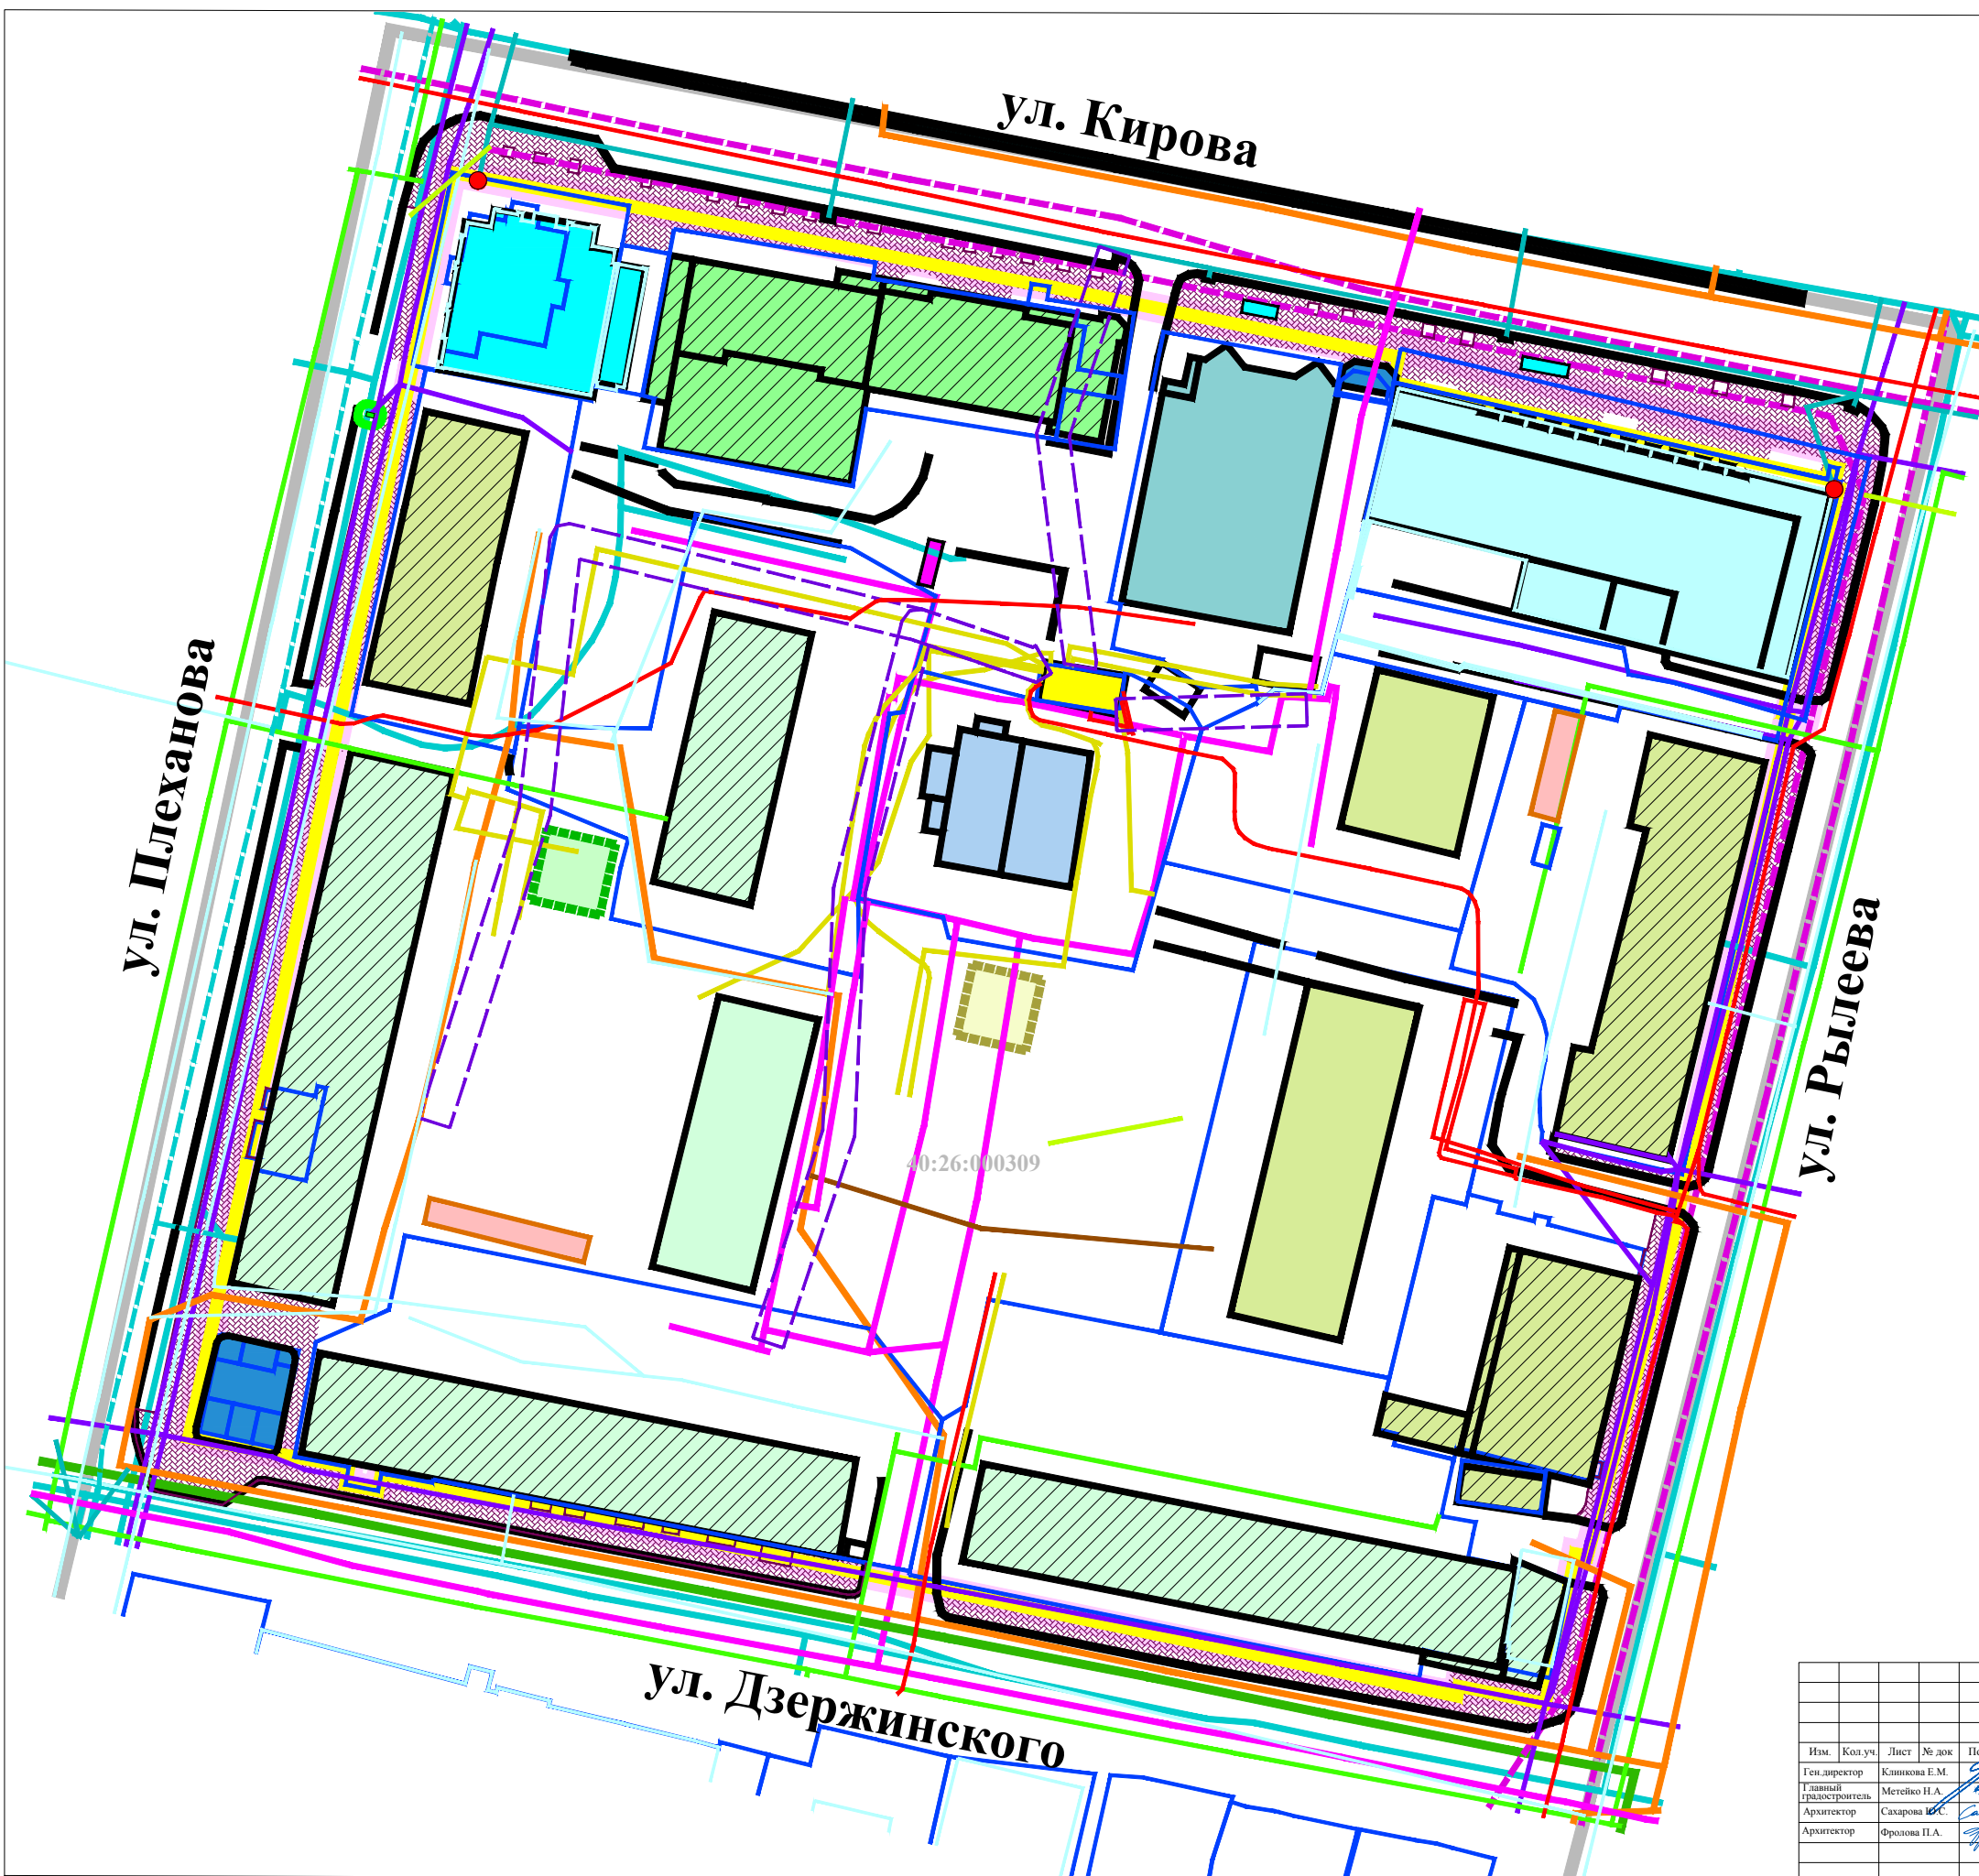 ул. Кирова
ул. Плеханова
ул. Рылеева
40:26:000309
ул. Дзержинского
Изм. Кол.уч. Лист № док
Ген.директор Клинкова Е.М.
Главный градостроитель Метейко Н.А.
Архитектор Сахарова Ю.С.
Архитектор Фролова П.А.